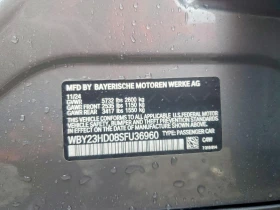 MFD BY BAYERISCHE MOTOREN WERKE AG
11/24
GVWR 5732 lbs 2600 kg
GAWR FRONT 2535 lbs 1150 kg
GAWR REAR 3417 lbs 1550 kg
THIS VEHICLE CONFORMS TO ALL APPLICABLE U.S. FEDERAL MOTOR
VEHICLE SAFETY, BUMPER, AND THEFT PREVENTION STANDARDS
IN EFFECT ON THE DATE OF MANUFACTURE SHOWN ABOVE.
WBY23HD08SFU36960
TYPE: PASSENGER CAR